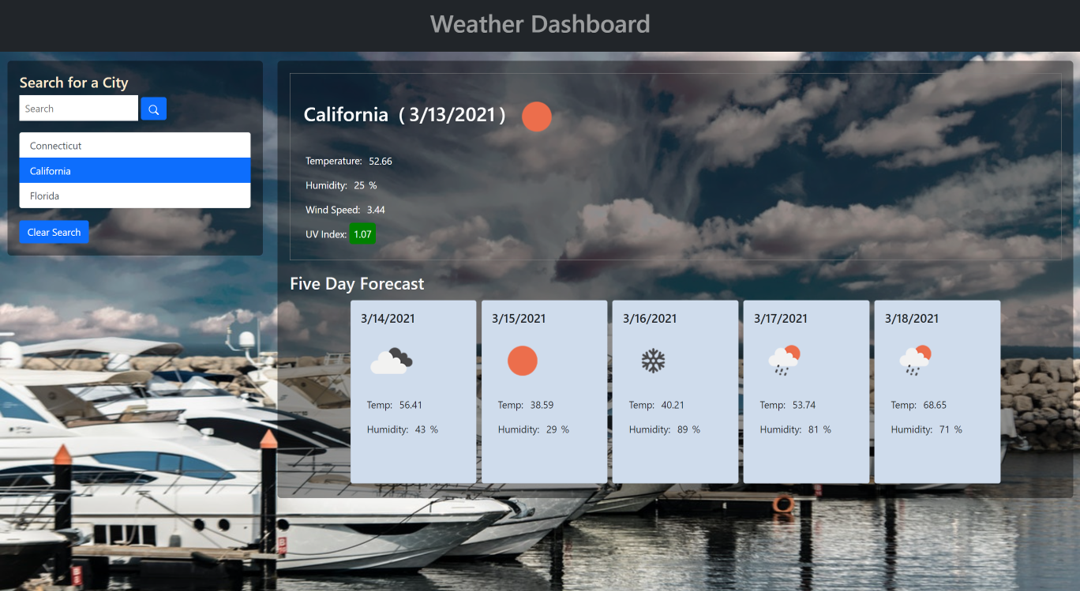 Weather Dashboard
Search for a City
Search
Connecticut
California
Florida
Clear Search
California ( 3/13/2021 )
Temperature: 52.66
Humidity: 25 %
Wind Speed: 3.44
UV Index: 1.07
Five Day Forecast
3/14/2021
Temp: 56.41
Humidity: 43 %
3/15/2021
Temp: 38.59
Humidity: 29 %
3/16/2021
Temp: 40.21
Humidity: 89 %
3/17/2021
Temp: 53.74
Humidity: 81 %
3/18/2021
Temp: 68.65
Humidity: 71 %